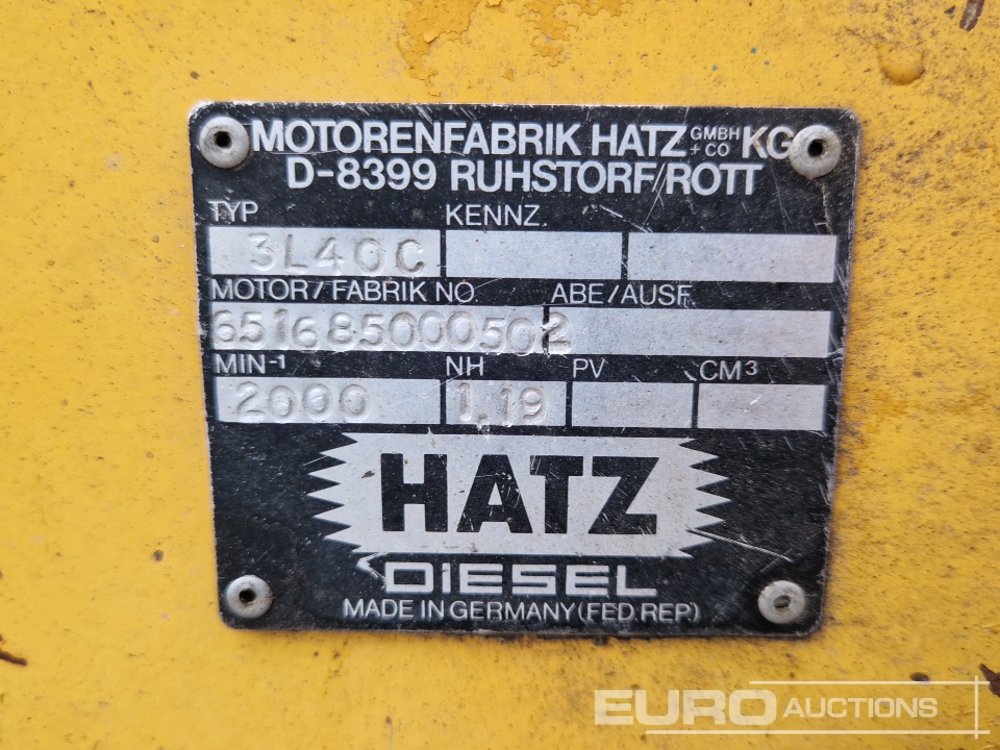 MOTORENFABRIK HATZ GMBH + CO KG
D-8399 RUHSTORF/ROTT
TYP KENNZ.
3L40C
MOTOR/FABRIK NO. ABE/AUSF.
651685000502
MIN-1 NH PV CM3
2000 1,19
HATZ
DIESEL
MADE IN GERMANY (FED. REP.)
EURO AUCTIONS